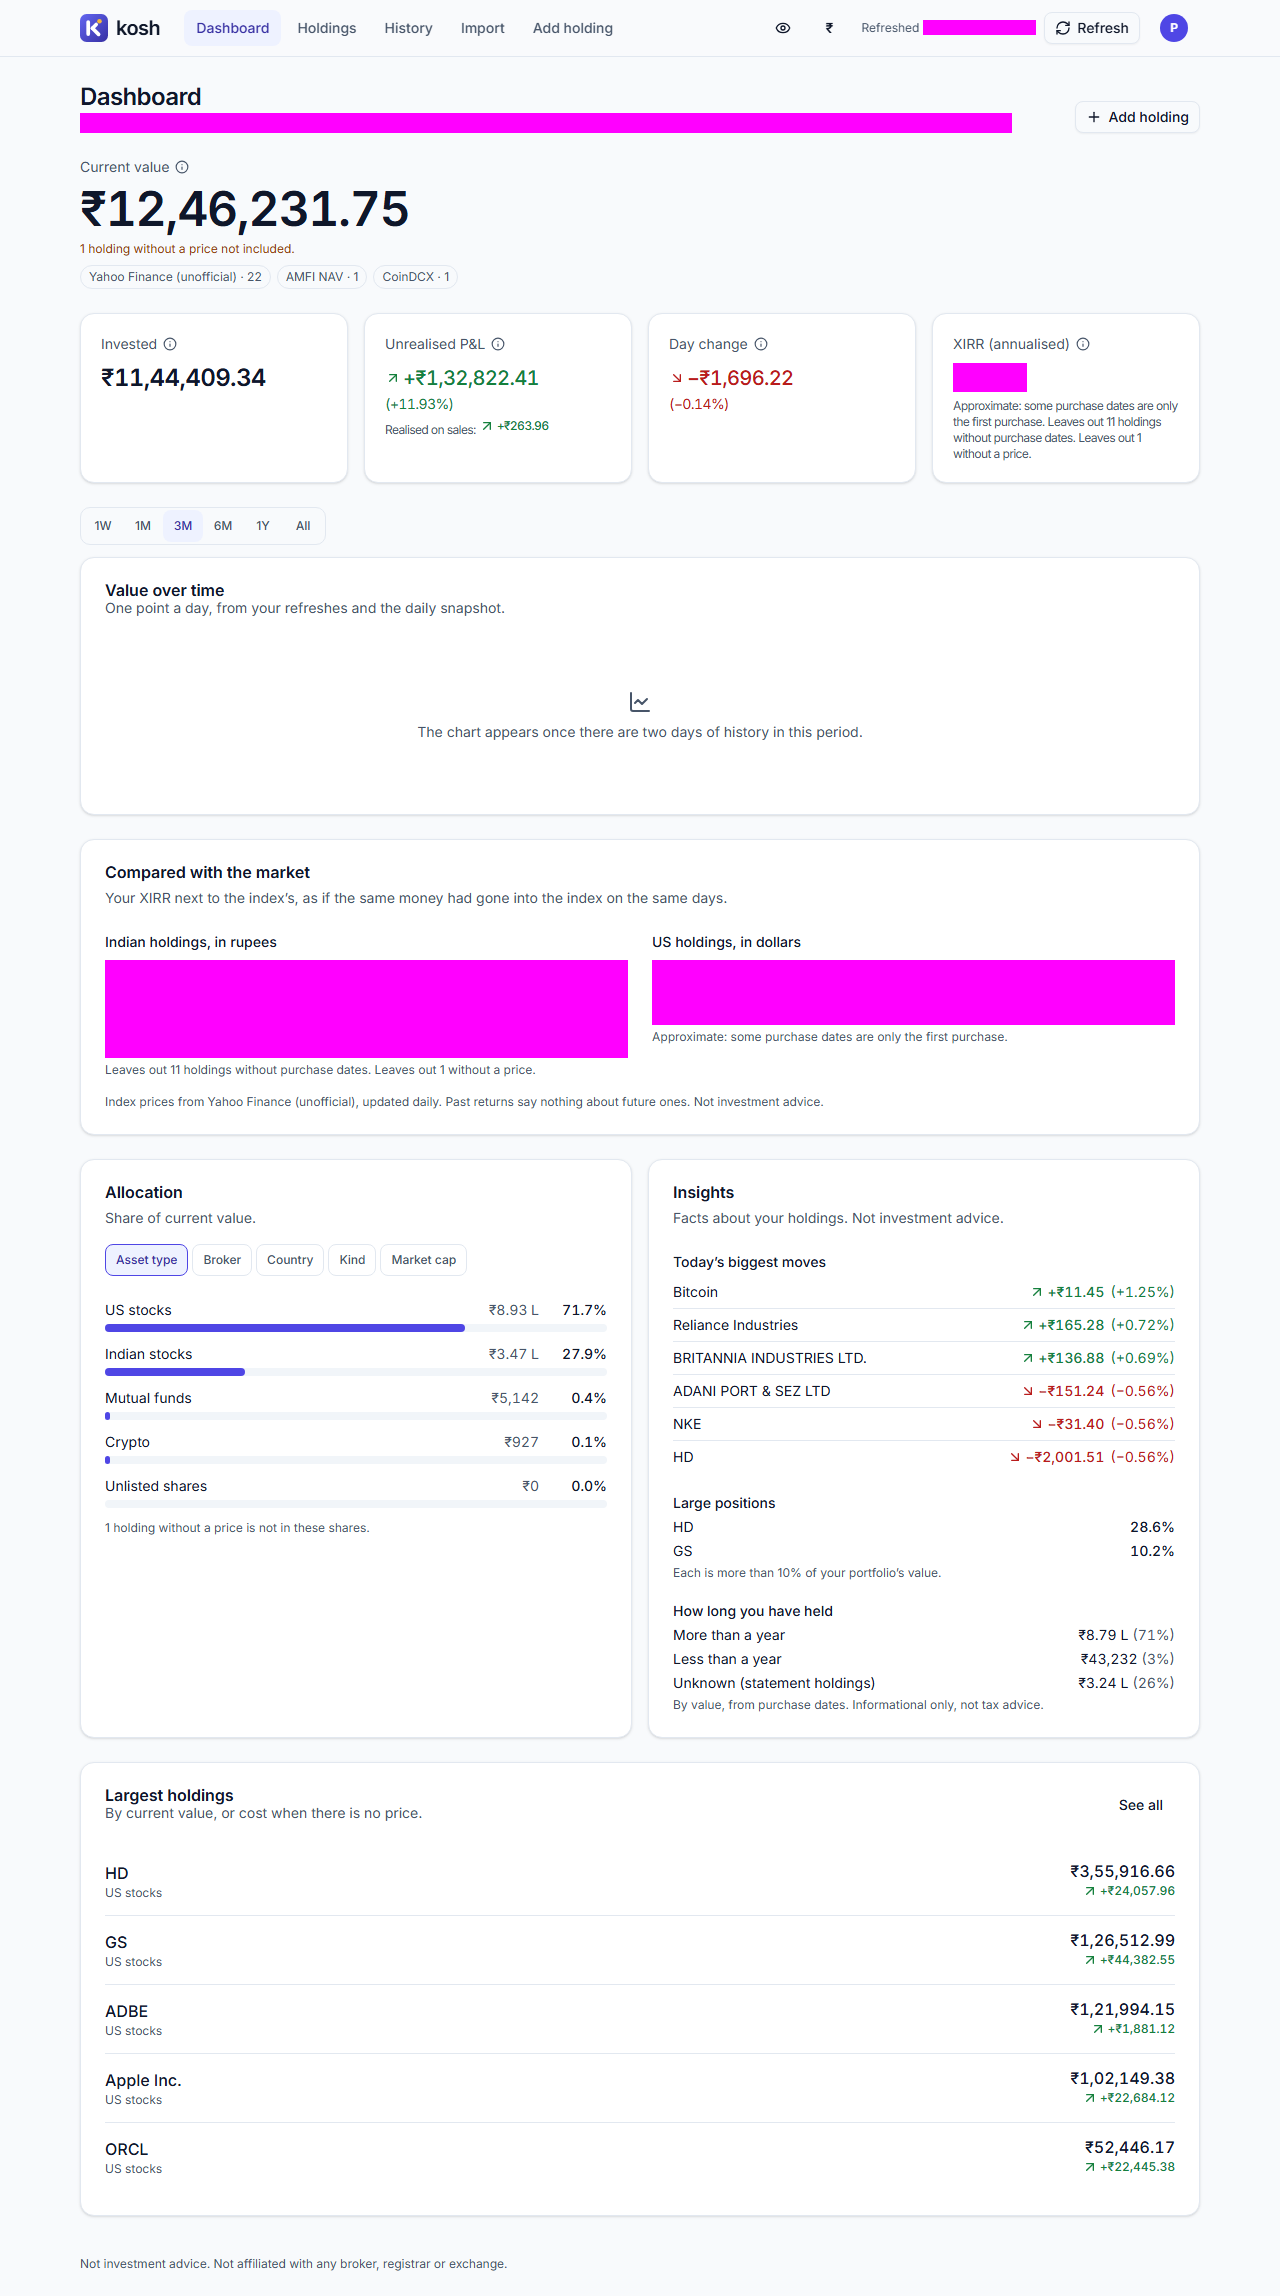 kosh
Dashboard Holdings History Import Add holding
₹ Refreshed Refresh P
Dashboard
Add holding
Current value
₹12,46,231.75
1 holding without a price not included.
Yahoo Finance (unofficial) · 22 AMFI NAV · 1 CoinDCX · 1
Invested
₹11,44,409.34
Unrealised P&L
+₹1,32,822.41
(+11.93%)
Realised on sales: +₹263.96
Day change
−₹1,696.22
(−0.14%)
XIRR (annualised)
Approximate: some purchase dates are only
the first purchase. Leaves out 11 holdings
without purchase dates. Leaves out 1
without a price.
1W 1M 3M 6M 1Y All
Value over time
One point a day, from your refreshes and the daily snapshot.
The chart appears once there are two days of history in this period.
Compared with the market
Your XIRR next to the index’s, as if the same money had gone into the index on the same days.
Indian holdings, in rupees
Leaves out 11 holdings without purchase dates. Leaves out 1 without a price.
US holdings, in dollars
Approximate: some purchase dates are only the first purchase.
Index prices from Yahoo Finance (unofficial), updated daily. Past returns say nothing about future ones. Not investment advice.
Allocation
Share of current value.
Asset type Broker Country Kind Market cap
US stocks ₹8.93 L 71.7%
Indian stocks ₹3.47 L 27.9%
Mutual funds ₹5,142 0.4%
Crypto ₹927 0.1%
Unlisted shares ₹0 0.0%
1 holding without a price is not in these shares.
Insights
Facts about your holdings. Not investment advice.
Today’s biggest moves
Bitcoin +₹11.45 (+1.25%)
Reliance Industries +₹165.28 (+0.72%)
BRITANNIA INDUSTRIES LTD. +₹136.88 (+0.69%)
ADANI PORT & SEZ LTD −₹151.24 (−0.56%)
NKE −₹31.40 (−0.56%)
HD −₹2,001.51 (−0.56%)
Large positions
HD 28.6%
GS 10.2%
Each is more than 10% of your portfolio’s value.
How long you have held
More than a year ₹8.79 L (71%)
Less than a year ₹43,232 (3%)
Unknown (statement holdings) ₹3.24 L (26%)
By value, from purchase dates. Informational only, not tax advice.
Largest holdings
By current value, or cost when there is no price.
See all
HD ₹3,55,916.66
US stocks +₹24,057.96
GS ₹1,26,512.99
US stocks +₹44,382.55
ADBE ₹1,21,994.15
US stocks +₹1,881.12
Apple Inc. ₹1,02,149.38
US stocks +₹22,684.12
ORCL ₹52,446.17
US stocks +₹22,445.38
Not investment advice. Not affiliated with any broker, registrar or exchange.